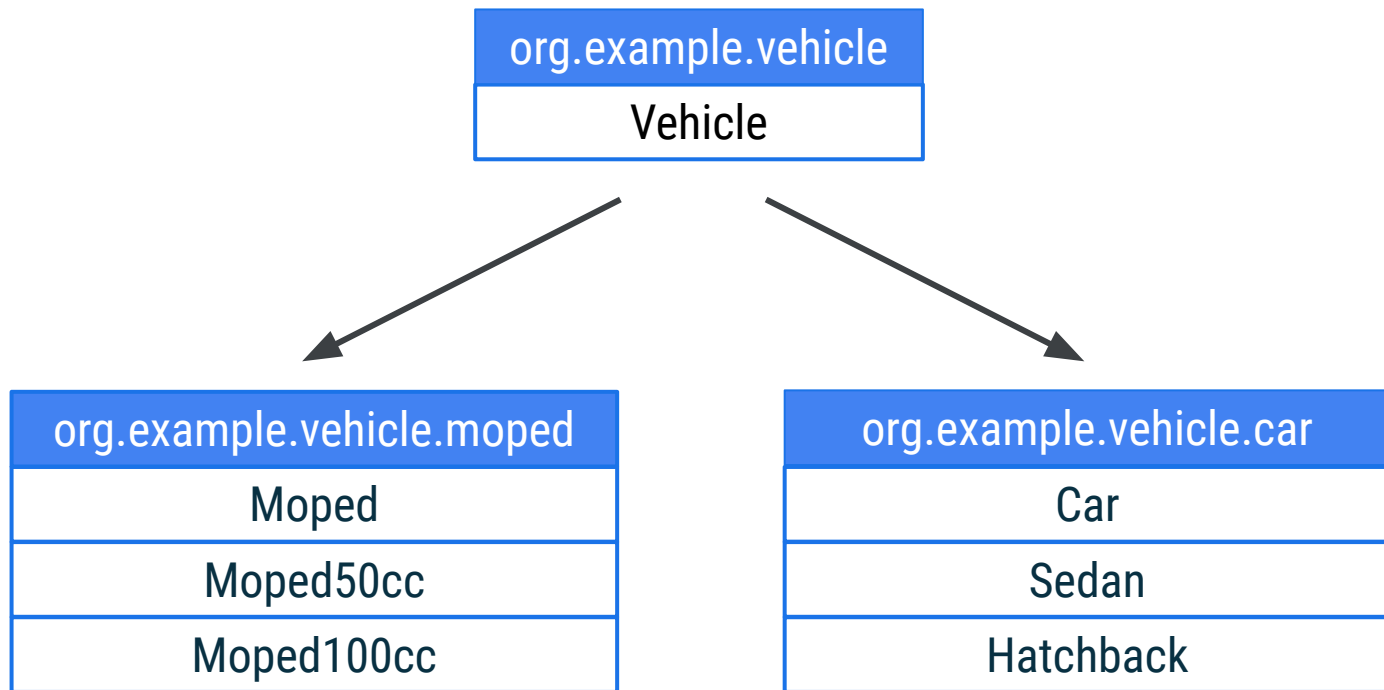 org.example.vehicle
Vehicle
org.example.vehicle.moped
Moped
Moped50cc
Moped100cc
org.example.vehicle.car
Car
Sedan
Hatchback